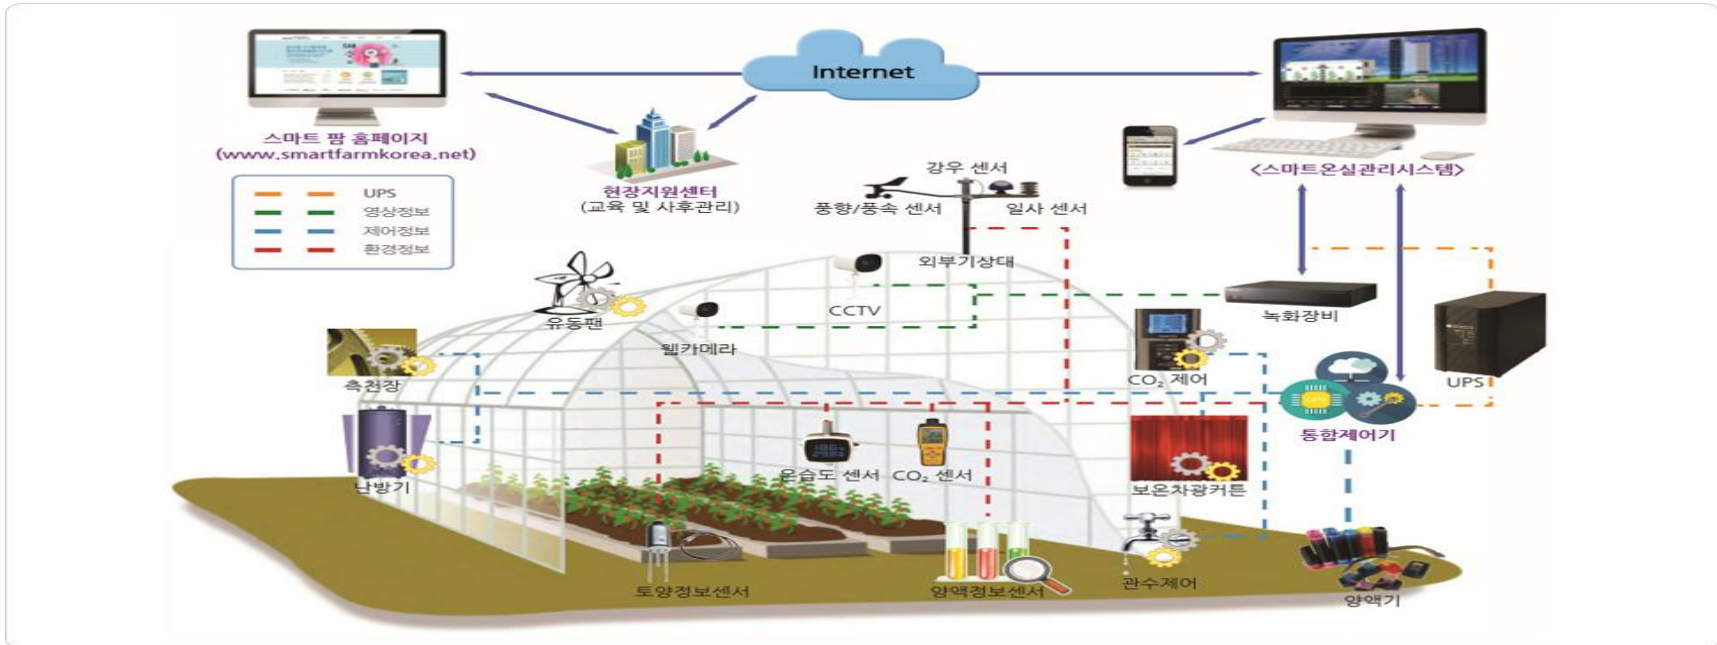 Internet
스마트 팜 홈페이지
(www.smartfarmkorea.net)
현장지원센터
(교육 및 사후관리)
<스마트온실관리시스템>
UPS
영상정보
제어정보
환경정보
강우 센서
풍향/풍속 센서
일사 센서
외부기상태
유동팬
CCTV
웹카메라
녹화장비
UPS
측천장
CO₂ 제어
통합제어기
난방기
온습도 센서
CO₂ 센서
보온차광커튼
토양정보센서
양액정보센서
관수제어
양액기